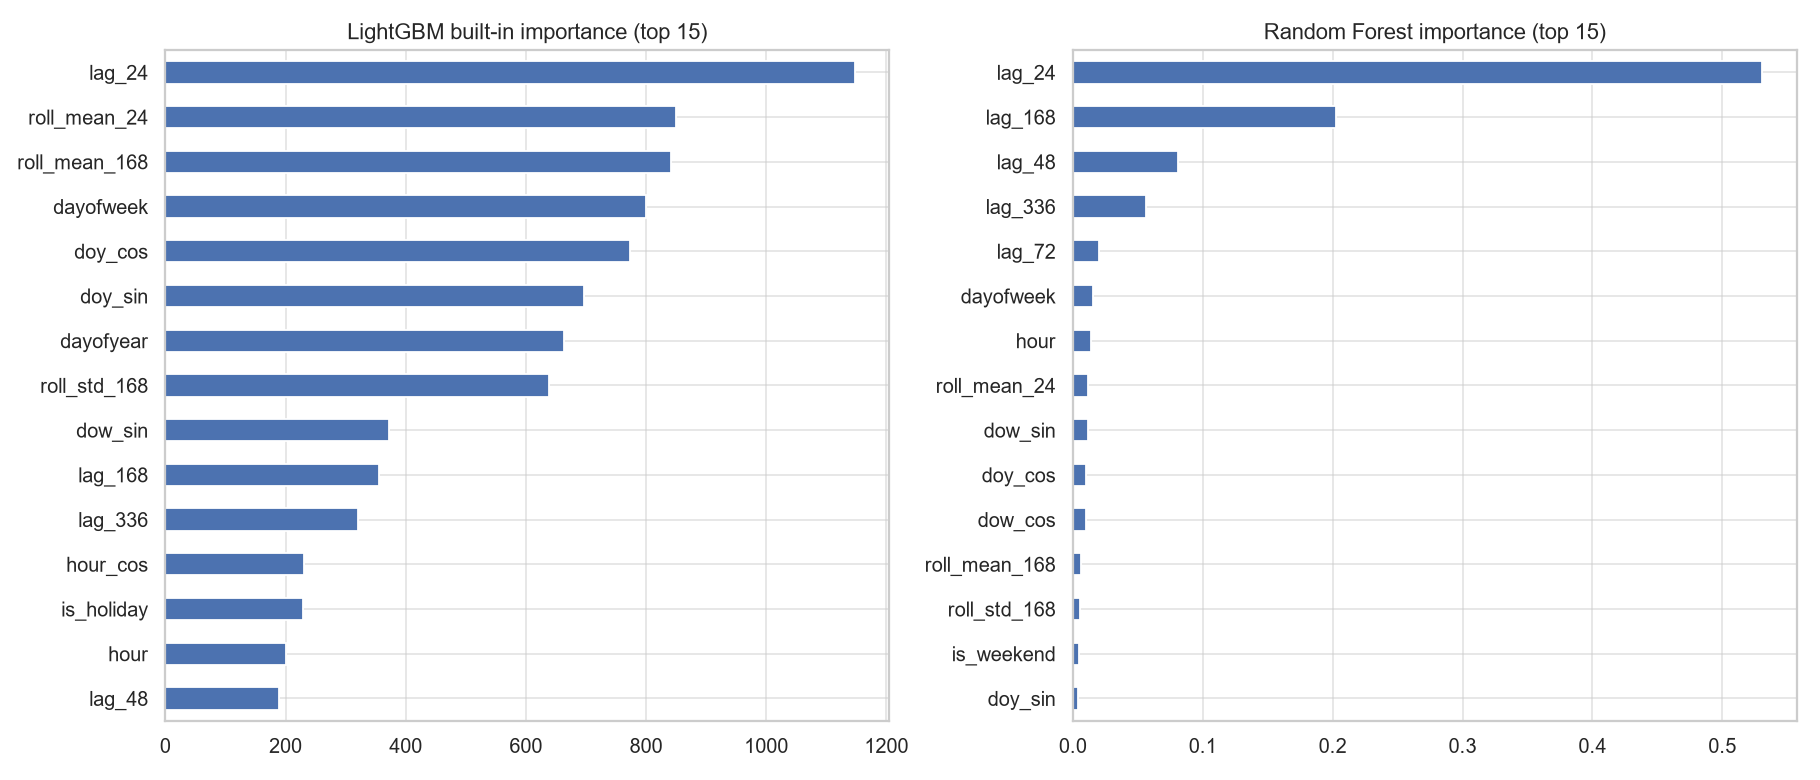 LightGBM built-in importance (top 15)
lag_24
roll_mean_24
roll_mean_168
dayofweek
doy_cos
doy_sin
dayofyear
roll_std_168
dow_sin
lag_168
lag_336
hour_cos
is_holiday
hour
lag_48
0 200 400 600 800 1000 1200
Random Forest importance (top 15)
lag_24
lag_168
lag_48
lag_336
lag_72
dayofweek
hour
roll_mean_24
dow_sin
doy_cos
dow_cos
roll_mean_168
roll_std_168
is_weekend
doy_sin
0.0 0.1 0.2 0.3 0.4 0.5